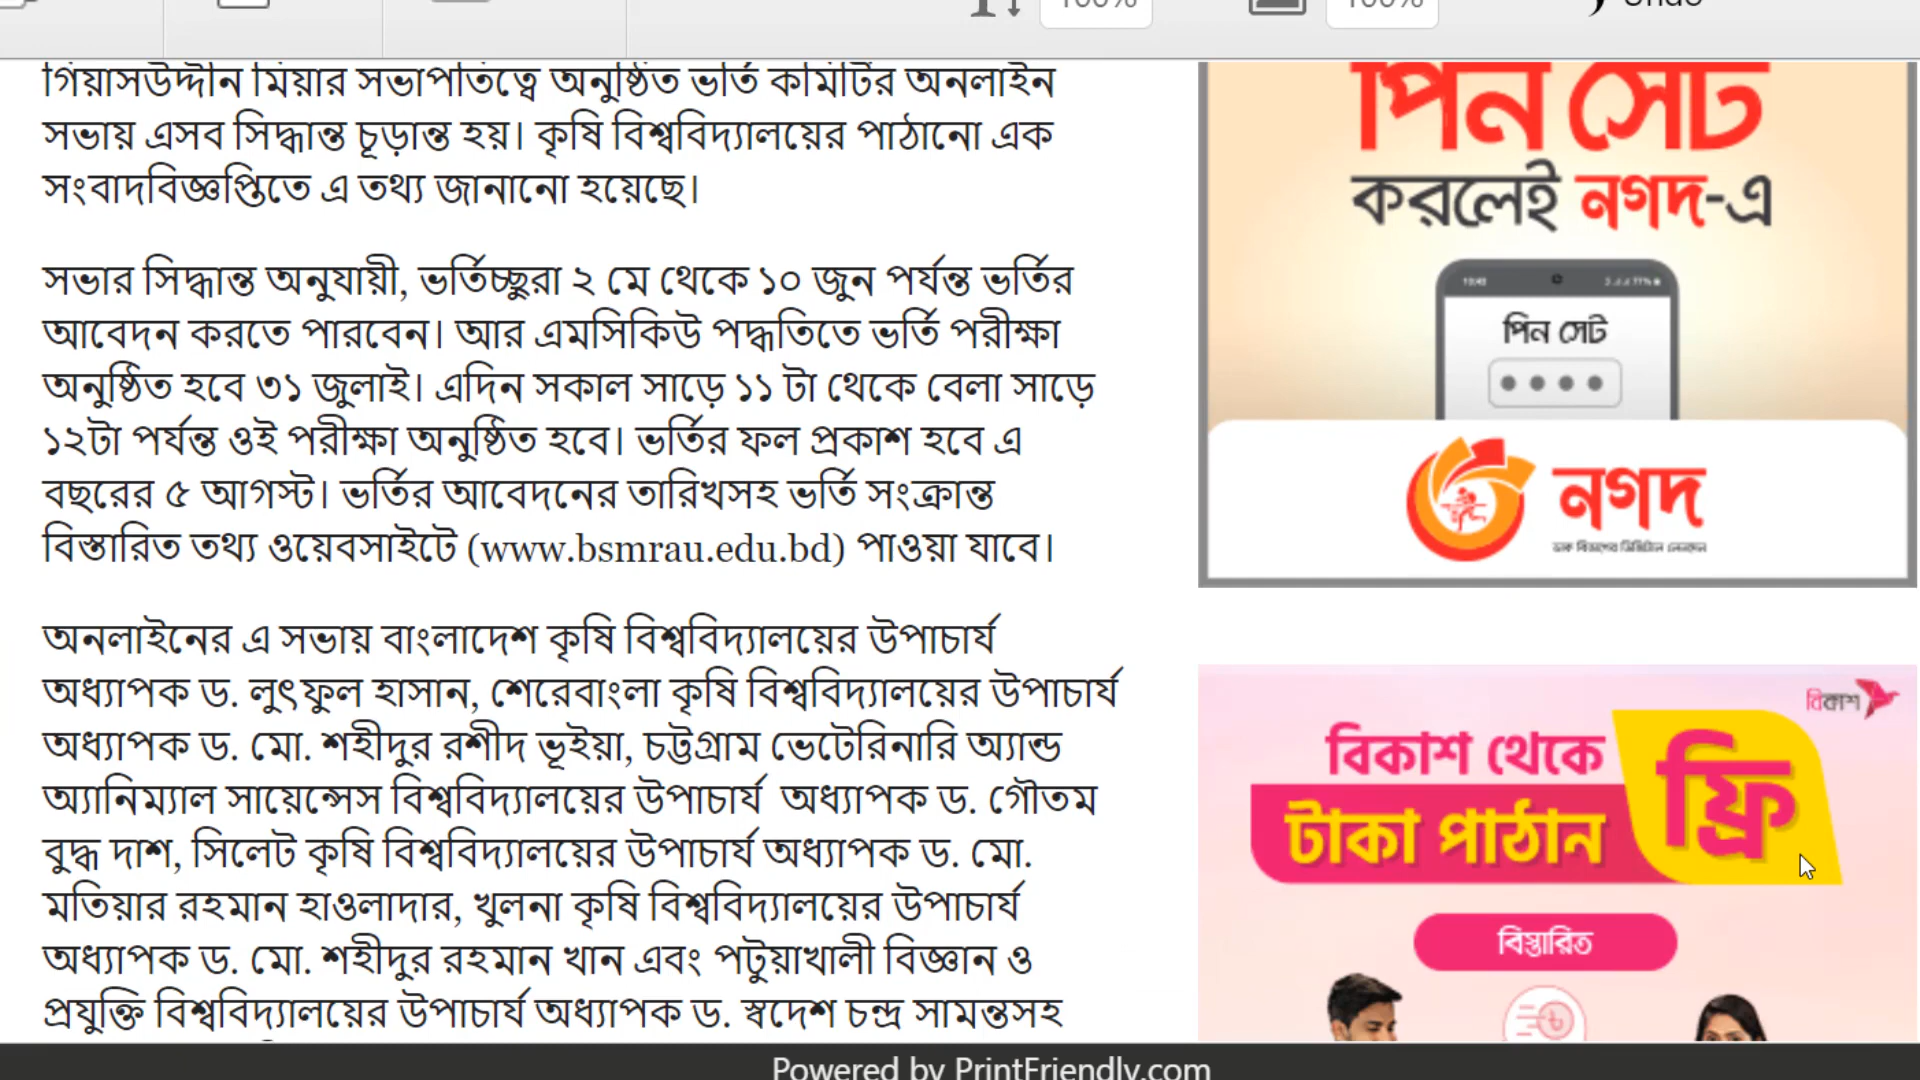 100%
100%
Undo
গিয়াসউদ্দীন মিয়ার সভাপতিত্বে অনুষ্ঠিত ভর্তি কমিটির অনলাইন
সভায় এসব সিদ্ধান্ত চূড়ান্ত হয়। কৃষি বিশ্ববিদ্যালয়ের পাঠানো এক
সংবাদবিজ্ঞপ্তিতে এ তথ্য জানানো হয়েছে।
সভার সিদ্ধান্ত অনুযায়ী, ভর্তিচ্ছুরা ২ মে থেকে ১০ জুন পর্যন্ত ভর্তির
আবেদন করতে পারবেন। আর এমসিকিউ পদ্ধতিতে ভর্তি পরীক্ষা
অনুষ্ঠিত হবে ৩১ জুলাই। এদিন সকাল সাড়ে ১১ টা থেকে বেলা সাড়ে
১২টা পর্যন্ত ওই পরীক্ষা অনুষ্ঠিত হবে। ভর্তির ফল প্রকাশ হবে এ
বছরের ৫ আগস্ট। ভর্তির আবেদনের তারিখসহ ভর্তি সংক্রান্ত
বিস্তারিত তথ্য ওয়েবসাইটে (www.bsmrau.edu.bd) পাওয়া যাবে।
অনলাইনের এ সভায় বাংলাদেশ কৃষি বিশ্ববিদ্যালয়ের উপাচার্য
অধ্যাপক ড. লুৎফুল হাসান, শেরেবাংলা কৃষি বিশ্ববিদ্যালয়ের উপাচার্য
অধ্যাপক ড. মো. শহীদুর রশীদ ভূইয়া, চট্টগ্রাম ভেটেরিনারি অ্যান্ড
অ্যানিম্যাল সায়েন্সেস বিশ্ববিদ্যালয়ের উপাচার্য অধ্যাপক ড. গৌতম
বুদ্ধ দাশ, সিলেট কৃষি বিশ্ববিদ্যালয়ের উপাচার্য অধ্যাপক ড. মো.
মতিয়ার রহমান হাওলাদার, খুলনা কৃষি বিশ্ববিদ্যালয়ের উপাচার্য
অধ্যাপক ড. মো. শহীদুর রহমান খান এবং পটুয়াখালী বিজ্ঞান ও
প্রযুক্তি বিশ্ববিদ্যালয়ের উপাচার্য অধ্যাপক ড. স্বদেশ চন্দ্র সামন্তসহ
পিন সেট
করলেই নগদ-এ
পিন সেট
নগদ
ডাক বিভাগের ডিজিটাল লেনদেন
বিকাশ
বিকাশ থেকে
টাকা পাঠান ফ্রি
বিস্তারিত
Powered by PrintFriendly.com